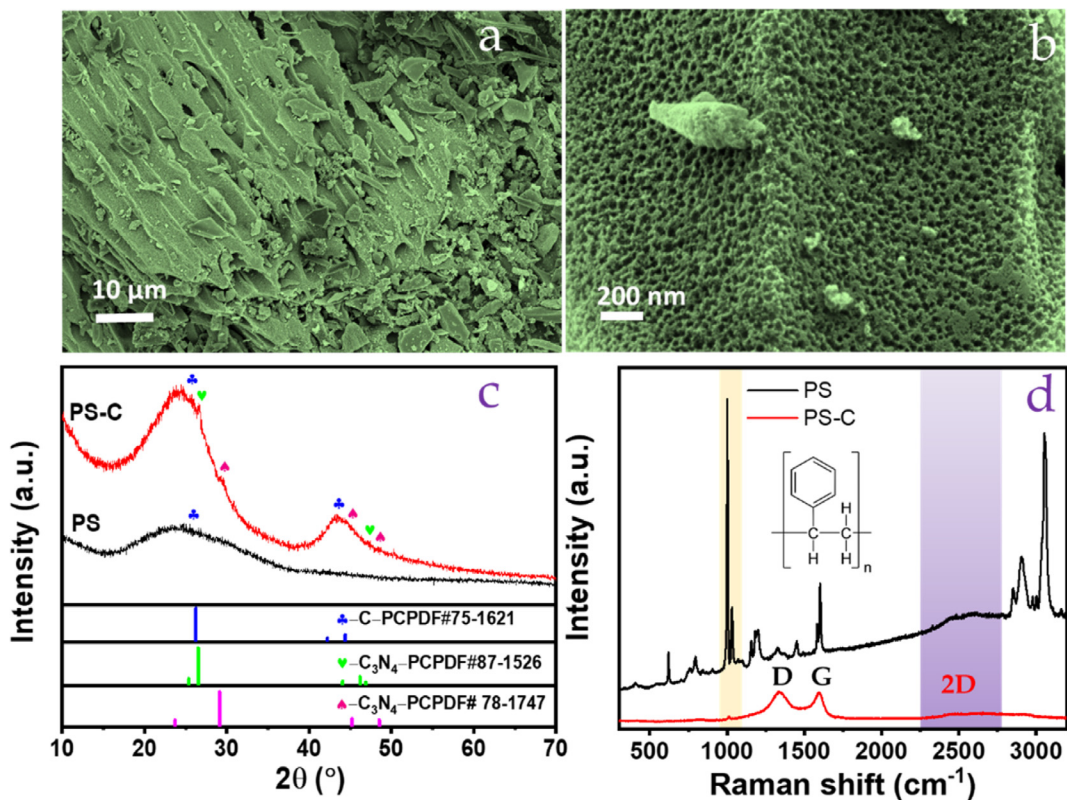 a
10 μm
b
200 nm
c
PS-C
♣
♥
♠
♣
♠
♥
♠
PS
♣
Intensity (a.u.)
♣–C–PCPDF#75-1621
♥–C₃N₄–PCPDF#87-1526
♠–C₃N₄–PCPDF# 78-1747
10 20 30 40 50 60 70
2θ (°)
d
PS
PS-C
H
C C
H H
n
D G
2D
Intensity (a.u.)
500 1000 1500 2000 2500 3000
Raman shift (cm⁻¹)